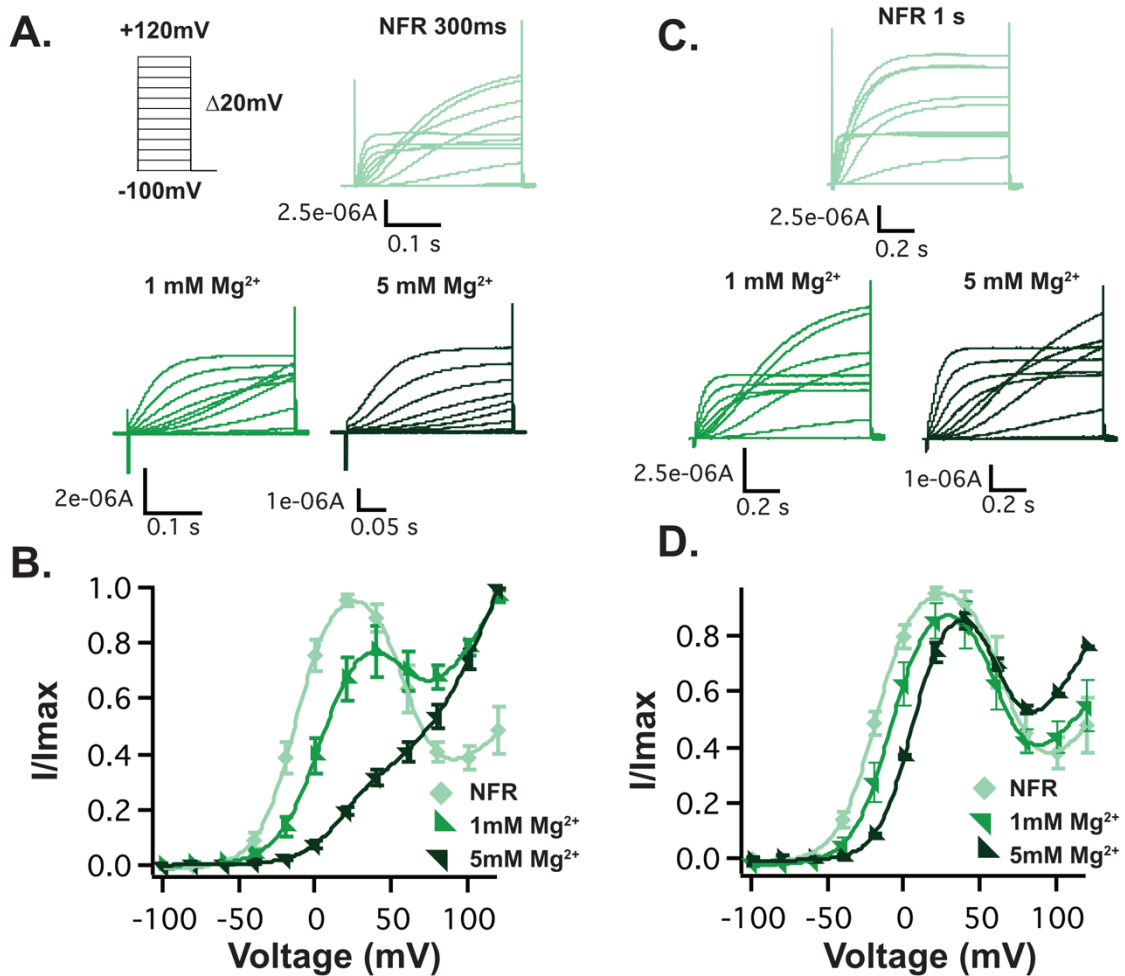 A.
+120mV
Δ20mV
-100mV
NFR 300ms
2.5e-06A
0.1 s
1 mM Mg²⁺
5 mM Mg²⁺
2e-06A
0.1 s
1e-06A
0.05 s
C.
NFR 1 s
2.5e-06A
0.2 s
1 mM Mg²⁺
5 mM Mg²⁺
2.5e-06A
0.2 s
1e-06A
0.2 s
B.
I/Imax
1.0
0.8
0.6
0.4
0.2
0.0
-100
-50
0
50
100
Voltage (mV)
NFR
1mM Mg²⁺
5mM Mg²⁺
D.
I/Imax
0.8
0.6
0.4
0.2
0.0
-100
-50
0
50
100
Voltage (mV)
NFR
1mM Mg²⁺
5mM Mg²⁺